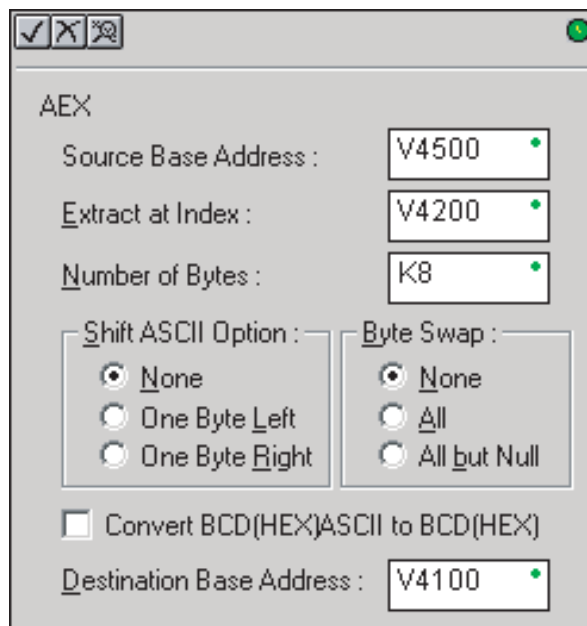 AEX
Source Base Address : V4500
Extract at Index : V4200
Number of Bytes : K8
Shift ASCII Option : Byte Swap :
None None
One Byte Left All
One Byte Right All but Null
Convert BCD(HEX)ASCII to BCD(HEX)
Destination Base Address : V4100